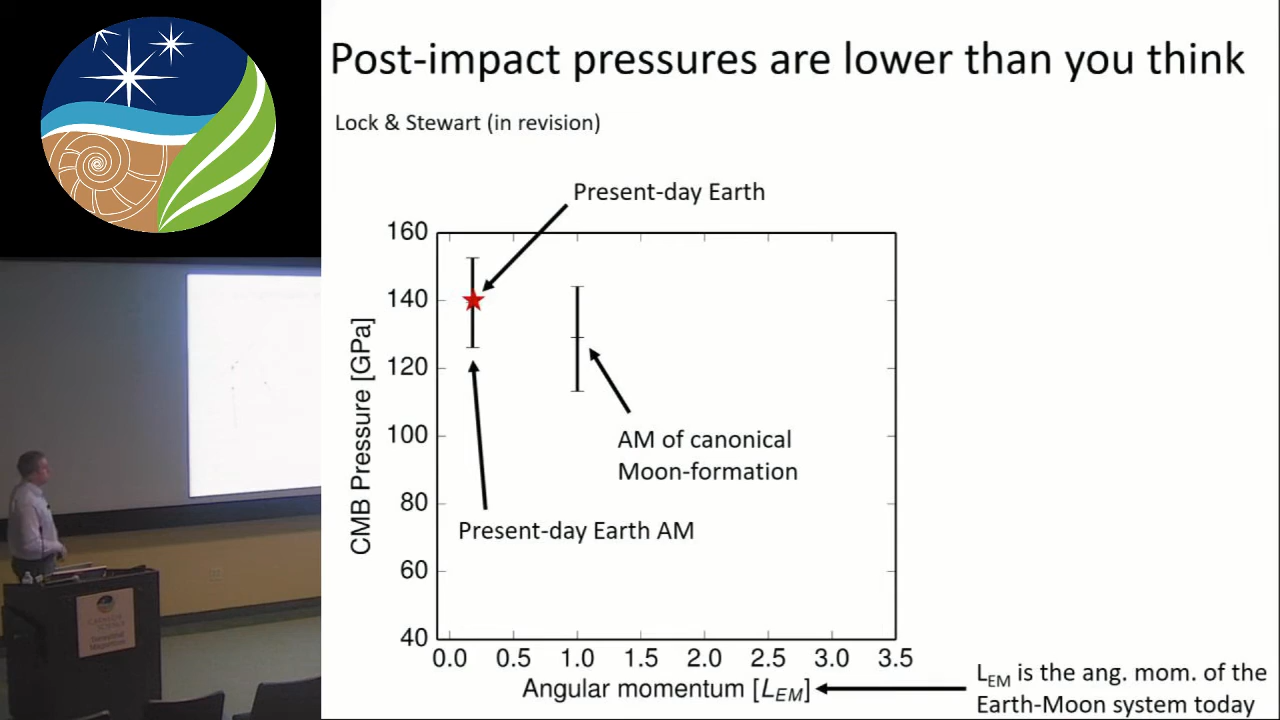 Post-impact pressures are lower than you think
Lock & Stewart (in revision)
Present-day Earth
160
140
120
100
80
60
40
CMB Pressure [GPa]
AM of canonical
Moon-formation
Present-day Earth AM
0.0 0.5 1.0 1.5 2.0 2.5 3.0 3.5
Angular momentum [L_EM]
L_EM is the ang. mom. of the
Earth-Moon system today